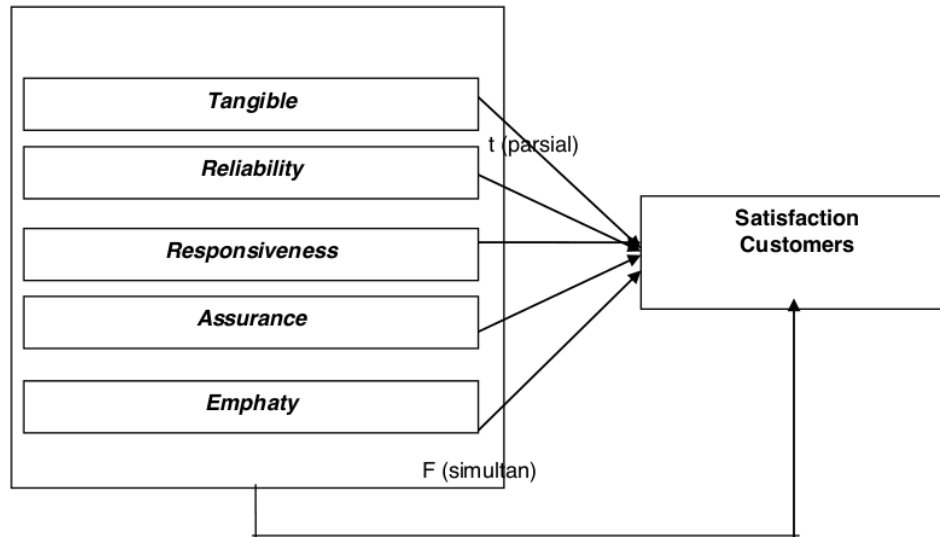 Tangible
t (parsial)
Reliability
Satisfaction
Customers
Responsiveness
Assurance
Emphaty
F (simultan)